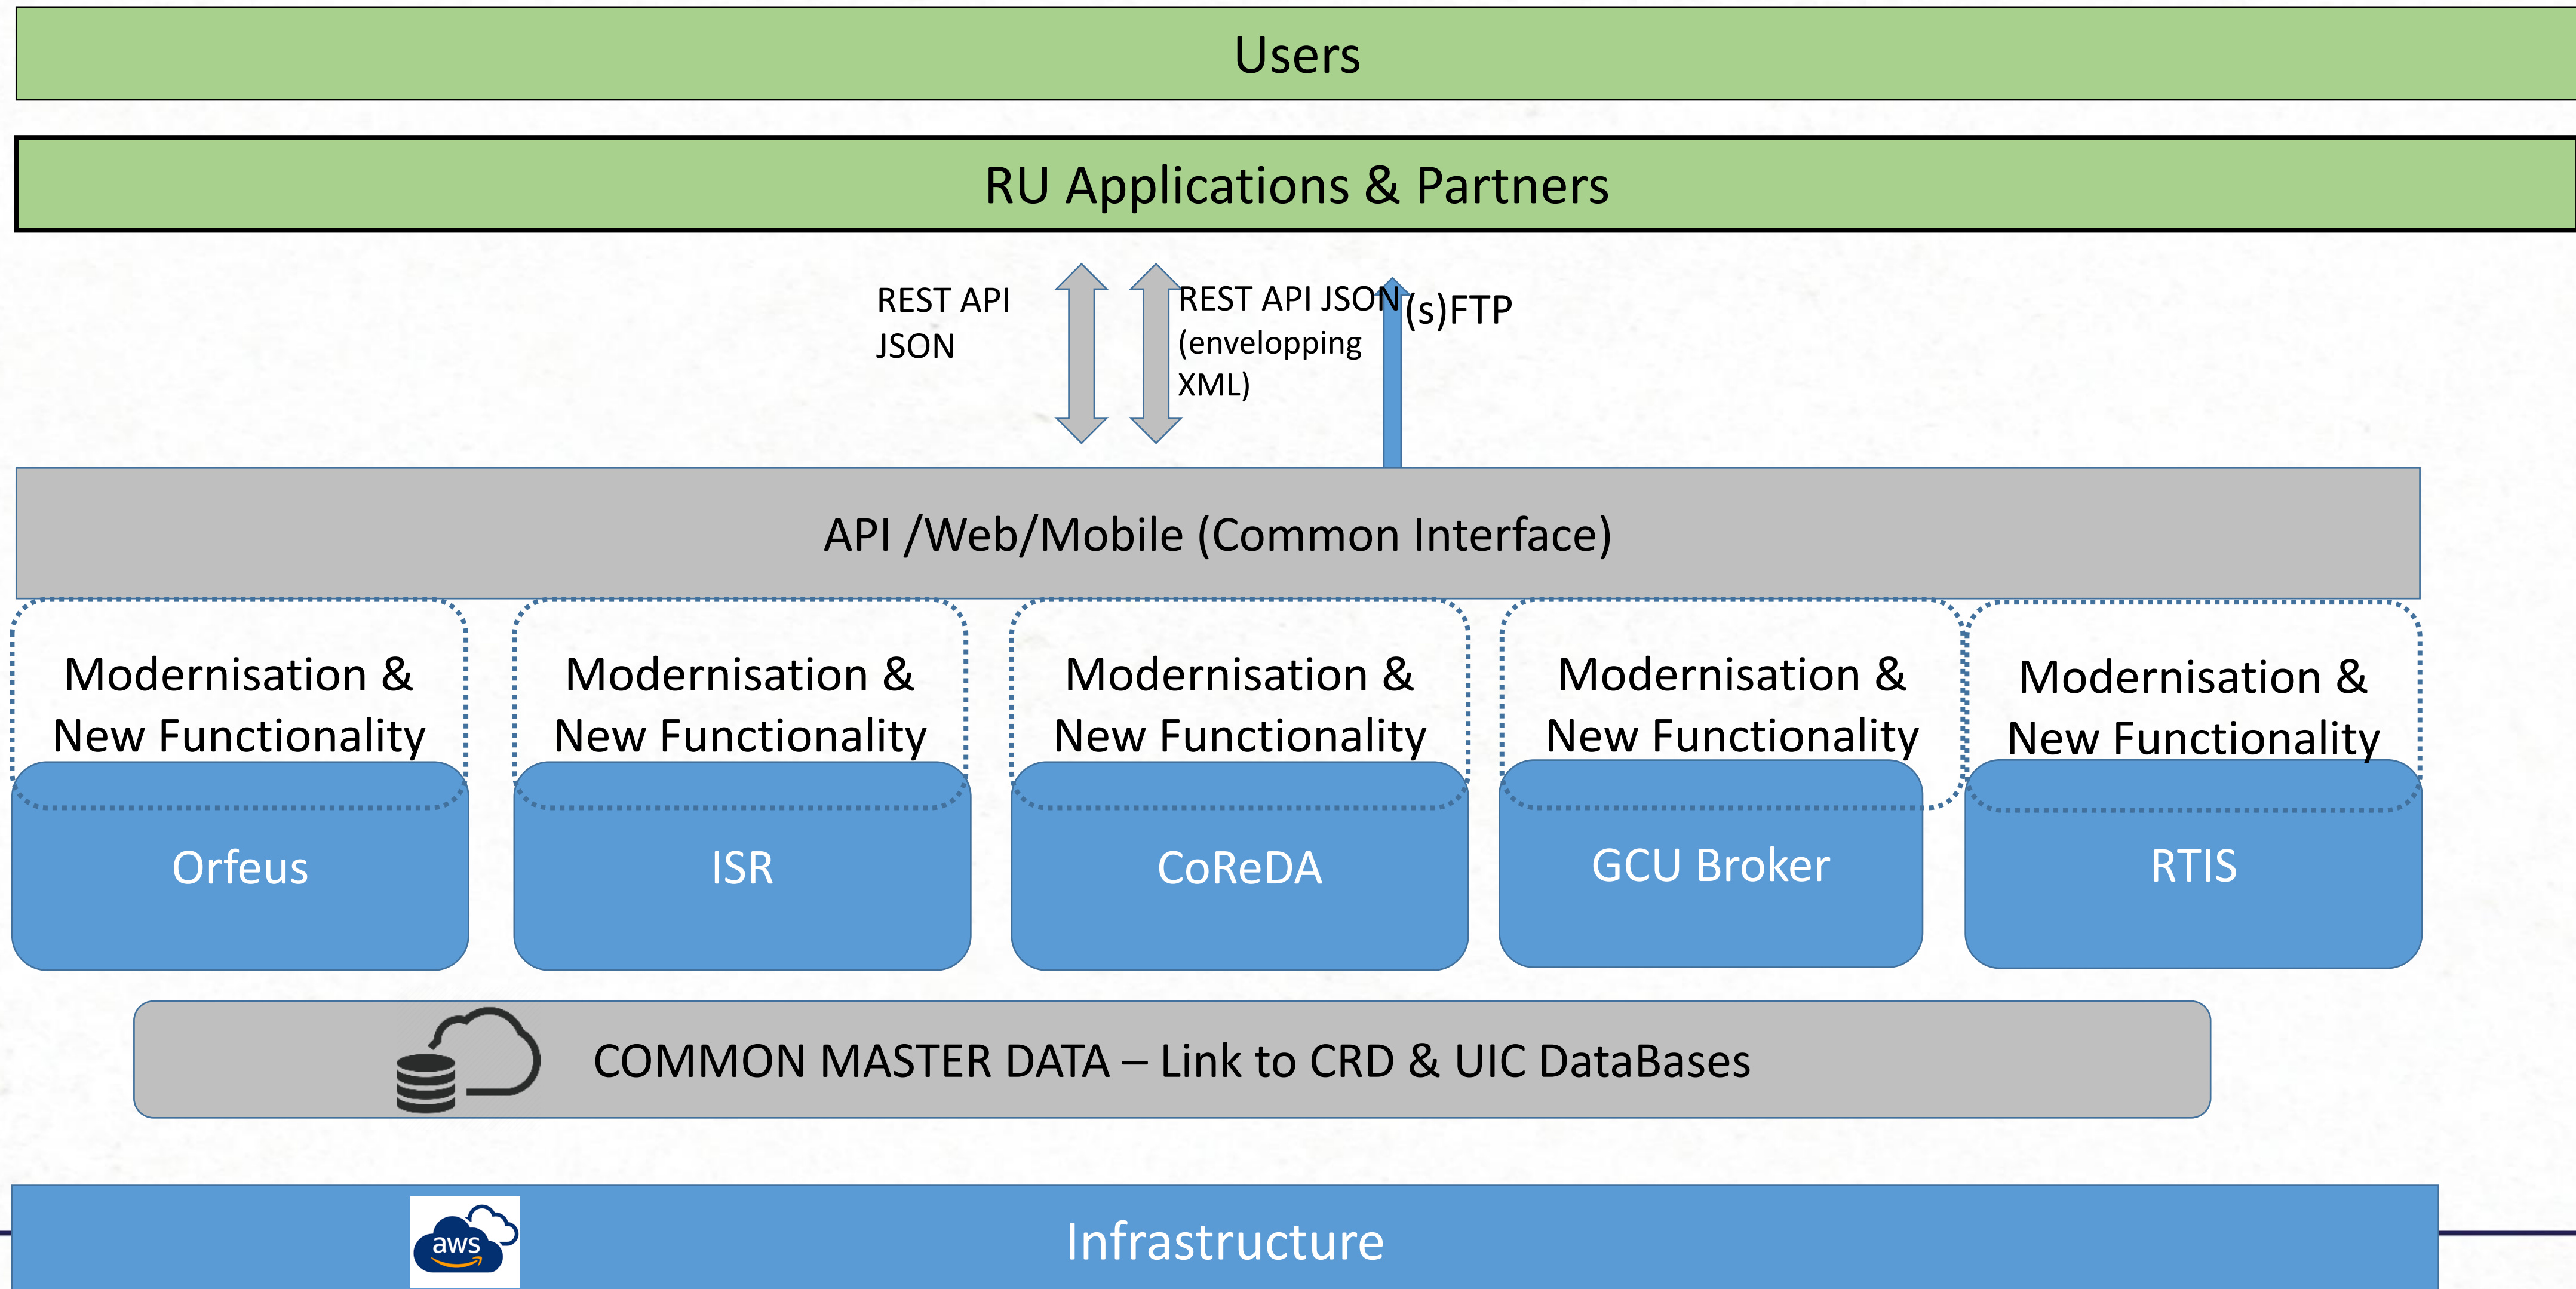 Users
RU Applications & Partners
REST API
JSON
REST API JSON
(envelopping
XML)
(s)FTP
API /Web/Mobile (Common Interface)
Modernisation &
New Functionality
Modernisation &
New Functionality
Modernisation &
New Functionality
Modernisation &
New Functionality
Modernisation &
New Functionality
Orfeus
ISR
CoReDA
GCU Broker
RTIS
COMMON MASTER DATA – Link to CRD & UIC DataBases
aws
Infrastructure